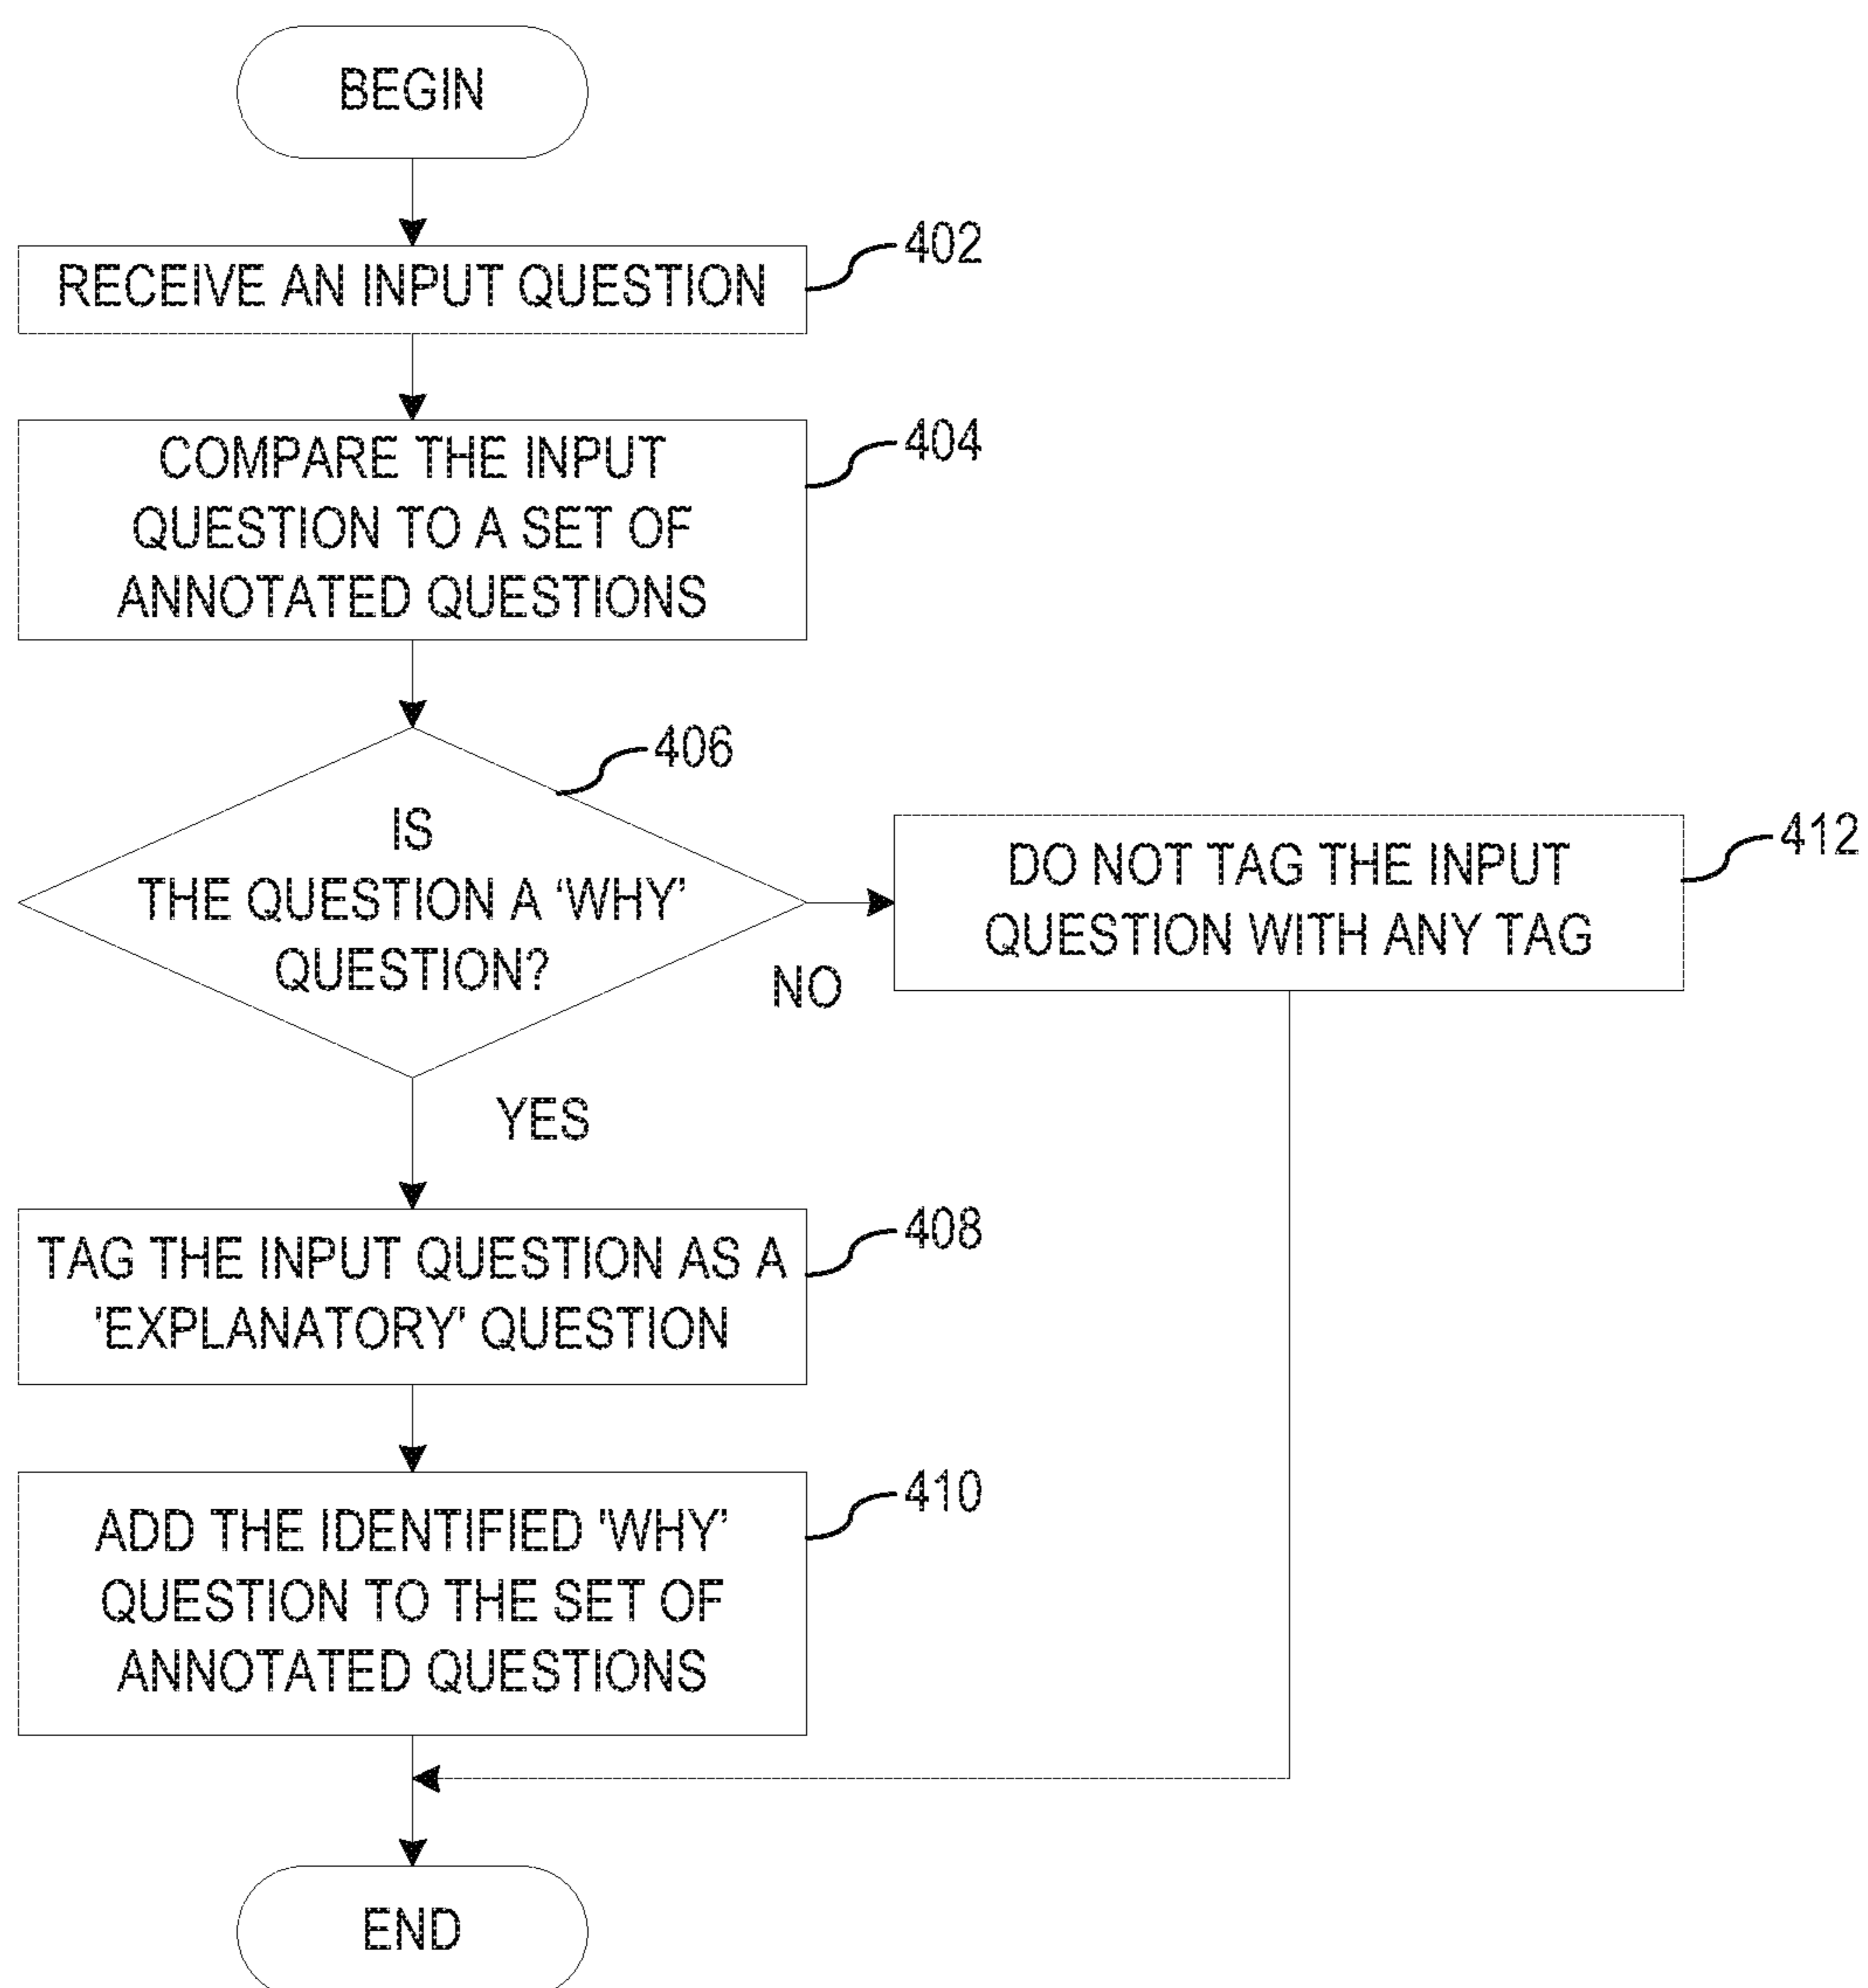 BEGIN
RECEIVE AN INPUT QUESTION
402
COMPARE THE INPUT
QUESTION TO A SET OF
ANNOTATED QUESTIONS
404
406
IS
THE QUESTION A ‘WHY’
QUESTION?
NO
DO NOT TAG THE INPUT
QUESTION WITH ANY TAG
412
YES
TAG THE INPUT QUESTION AS A
'EXPLANATORY' QUESTION
408
ADD THE IDENTIFIED 'WHY'
QUESTION TO THE SET OF
ANNOTATED QUESTIONS
410
END